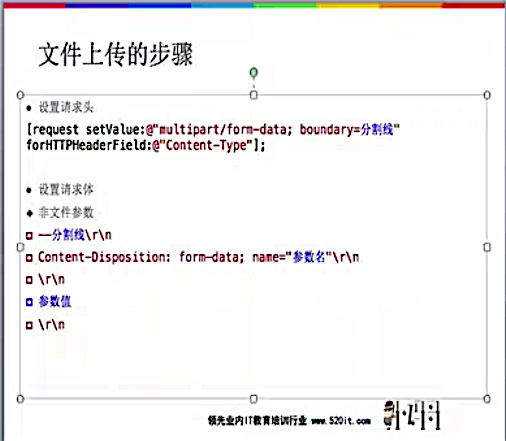 文件上传的步骤
设置请求头
[request setValue:@"multipart/form-data; boundary=分割线"
forHTTPHeaderField:@"Content-Type"];
设置请求体
非文件参数
--分割线\r\n
Content-Disposition: form-data; name="参数名"\r\n
\r\n
参数值
\r\n
领先业内IT教育培训行业 www.520it.com